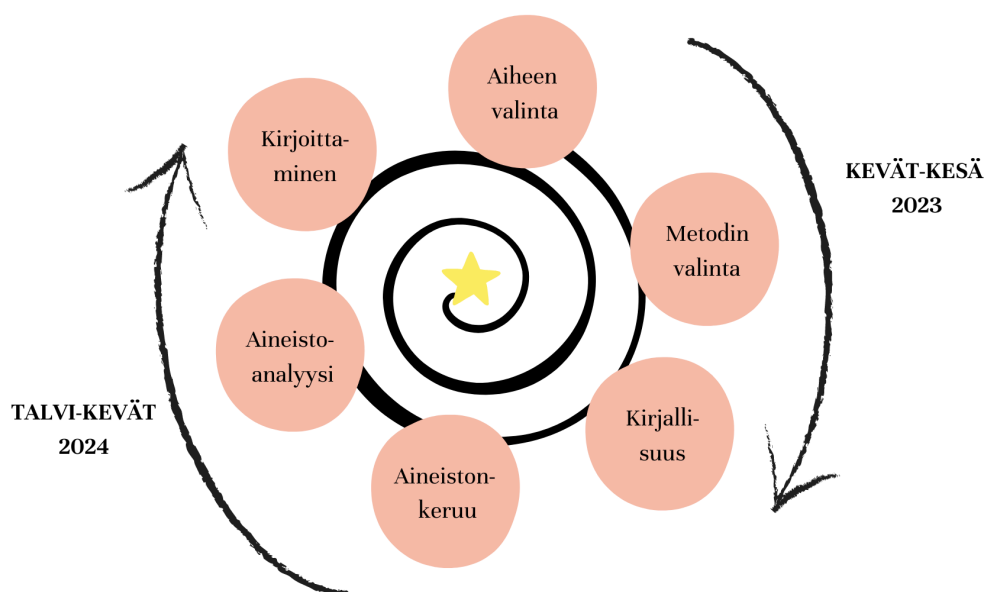 Aiheen
valinta
Metodin
valinta
Kirjalli-
suus
Aineiston-
keruu
Aineisto-
analyysi
Kirjoitta-
minen
KEVÄT-KESÄ
2023
TALVI-KEVÄT
2024